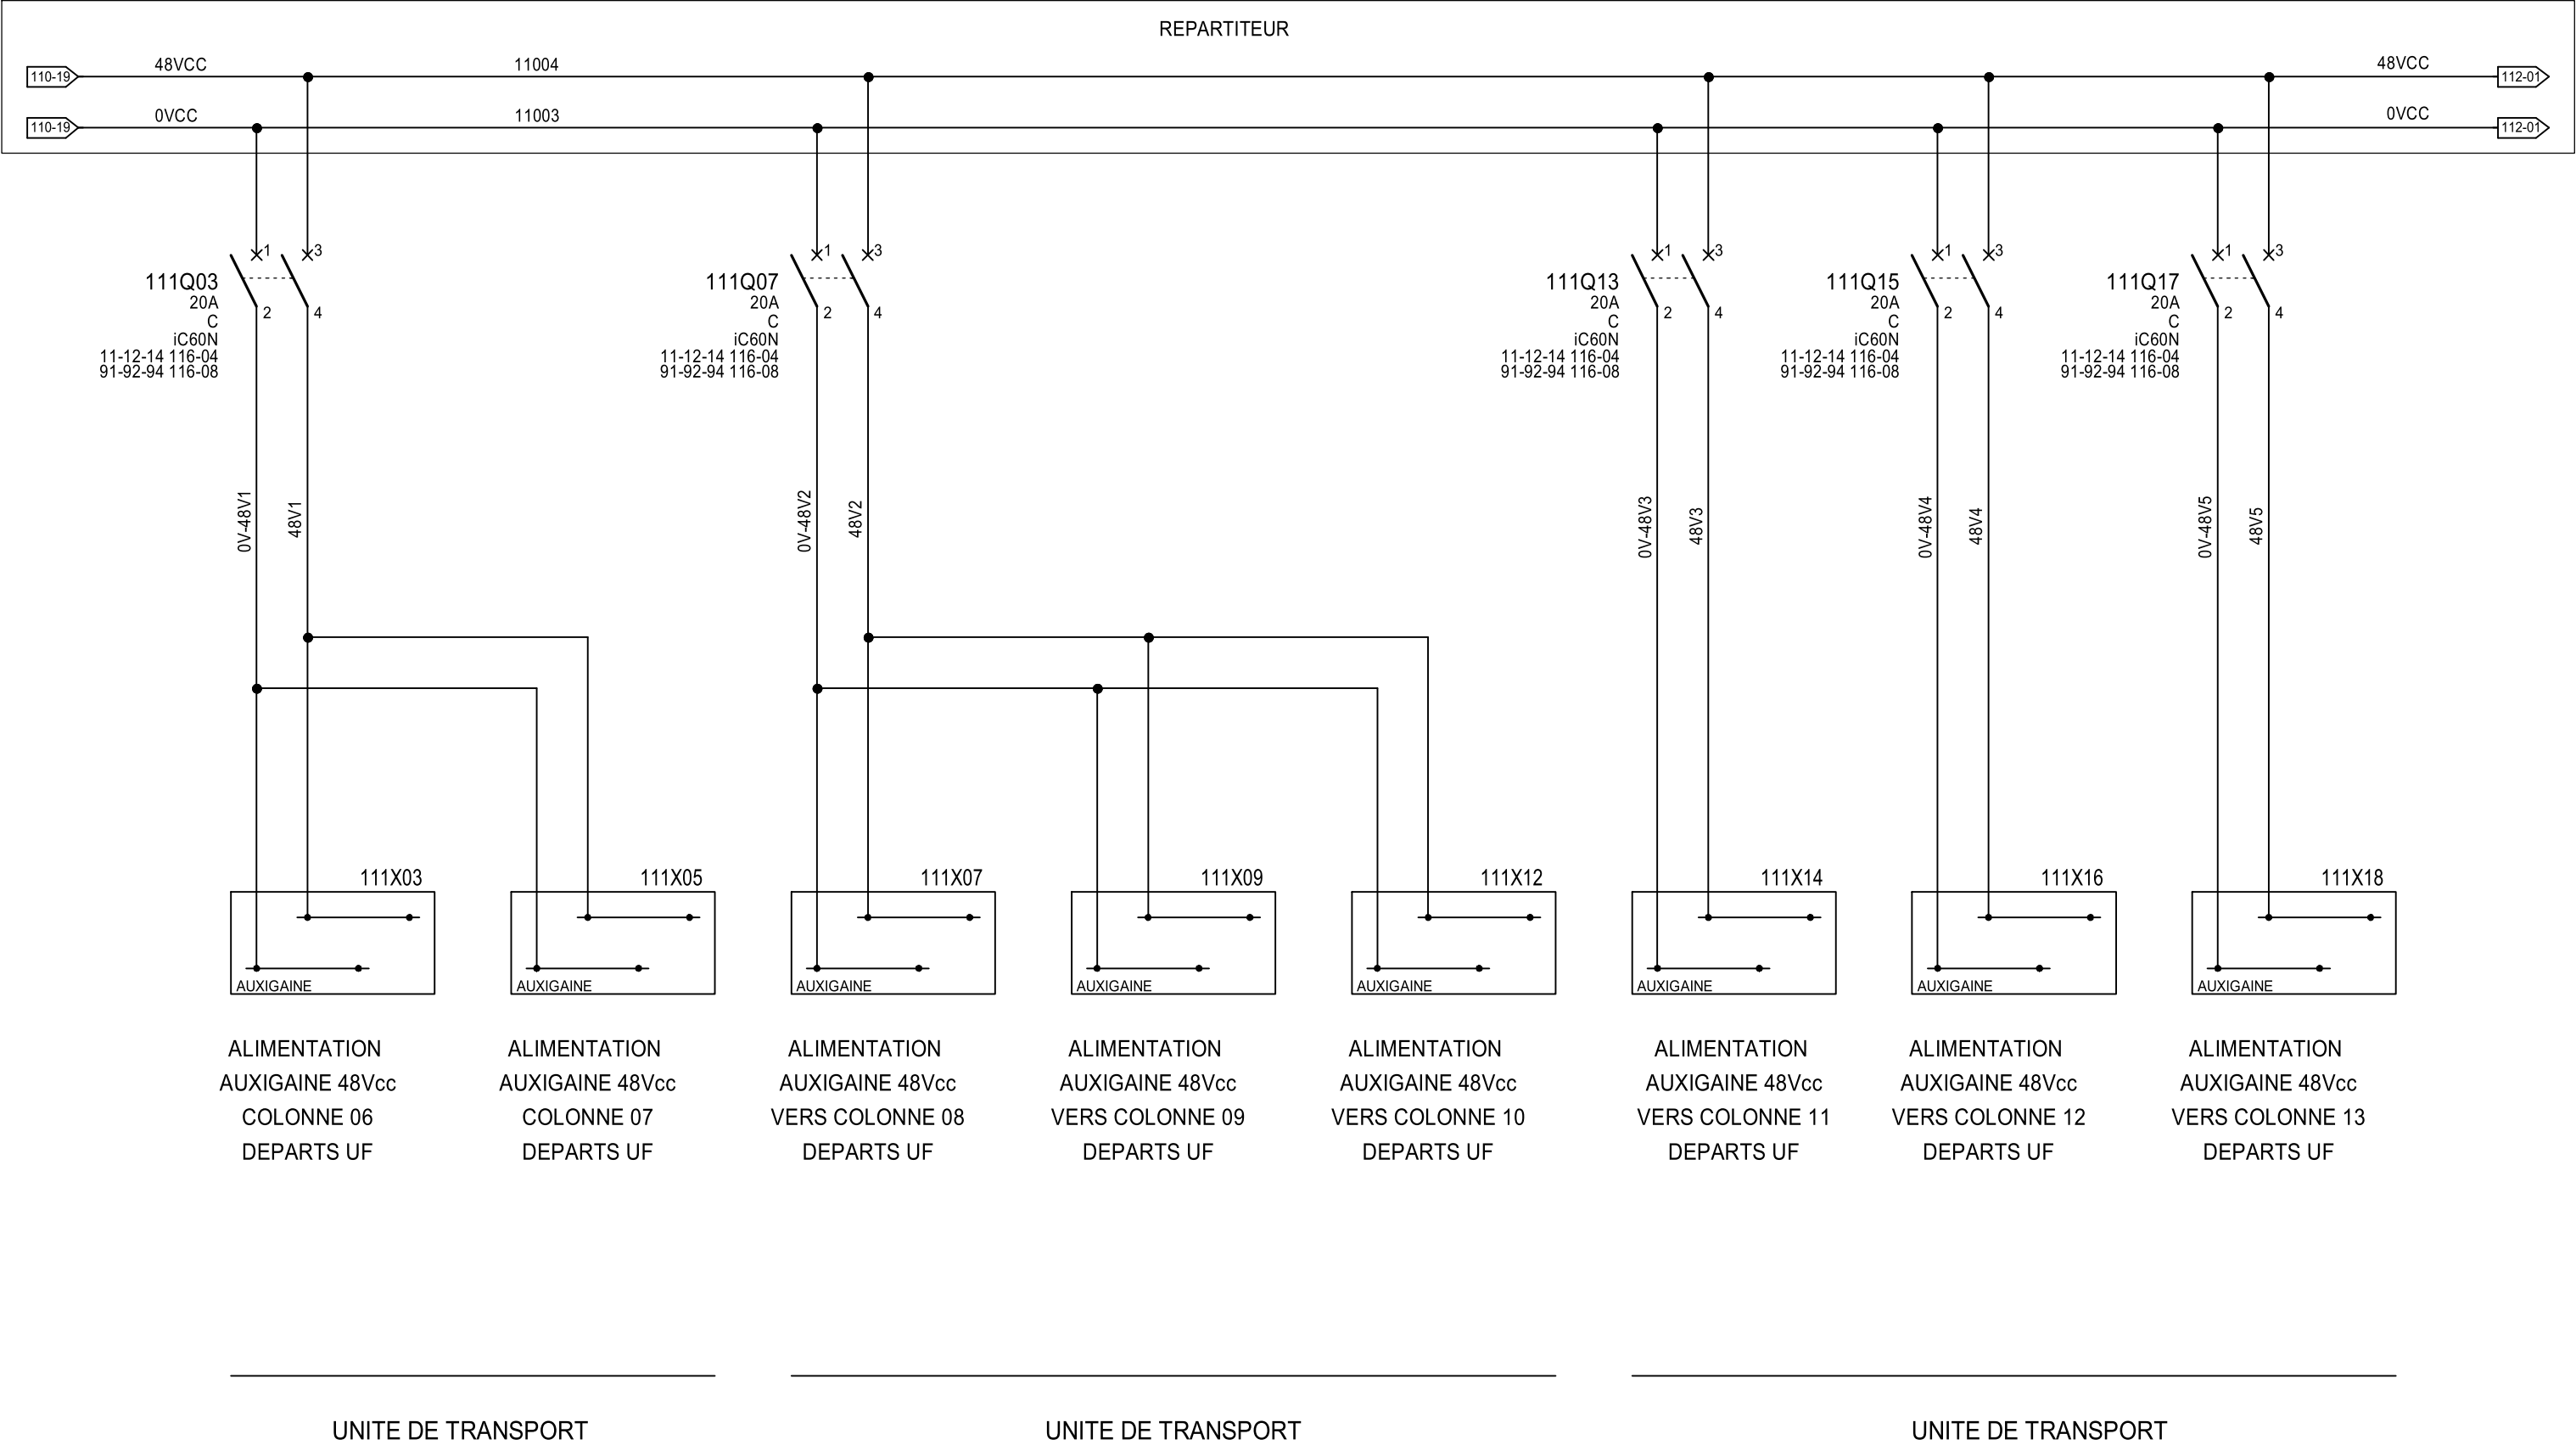 REPARTITEUR
110-19 48VCC 11004 48VCC 112-01
110-19 0VCC 11003 0VCC 112-01
1 3 1 3 1 3 1 3 1 3
111Q03 111Q07 111Q13 111Q15 111Q17
20A 20A 20A 20A 20A
2 4 2 4 2 4 2 4 2 4
C C C C C
iC60N iC60N iC60N iC60N iC60N
11-12-14 116-04 11-12-14 116-04 11-12-14 116-04 11-12-14 116-04 11-12-14 116-04
91-92-94 116-08 91-92-94 116-08 91-92-94 116-08 91-92-94 116-08 91-92-94 116-08
0V-48V1 48V1 0V-48V2 48V2 0V-48V3 48V3 0V-48V4 48V4 0V-48V5 48V5
111X03 111X05 111X07 111X09 111X12 111X14 111X16 111X18
AUXIGAINE AUXIGAINE AUXIGAINE AUXIGAINE AUXIGAINE AUXIGAINE AUXIGAINE AUXIGAINE
ALIMENTATION ALIMENTATION ALIMENTATION ALIMENTATION ALIMENTATION ALIMENTATION ALIMENTATION ALIMENTATION
AUXIGAINE 48Vcc AUXIGAINE 48Vcc AUXIGAINE 48Vcc AUXIGAINE 48Vcc AUXIGAINE 48Vcc AUXIGAINE 48Vcc AUXIGAINE 48Vcc AUXIGAINE 48Vcc
COLONNE 06 COLONNE 07 VERS COLONNE 08 VERS COLONNE 09 VERS COLONNE 10 VERS COLONNE 11 VERS COLONNE 12 VERS COLONNE 13
DEPARTS UF DEPARTS UF DEPARTS UF DEPARTS UF DEPARTS UF DEPARTS UF DEPARTS UF DEPARTS UF
UNITE DE TRANSPORT UNITE DE TRANSPORT UNITE DE TRANSPORT